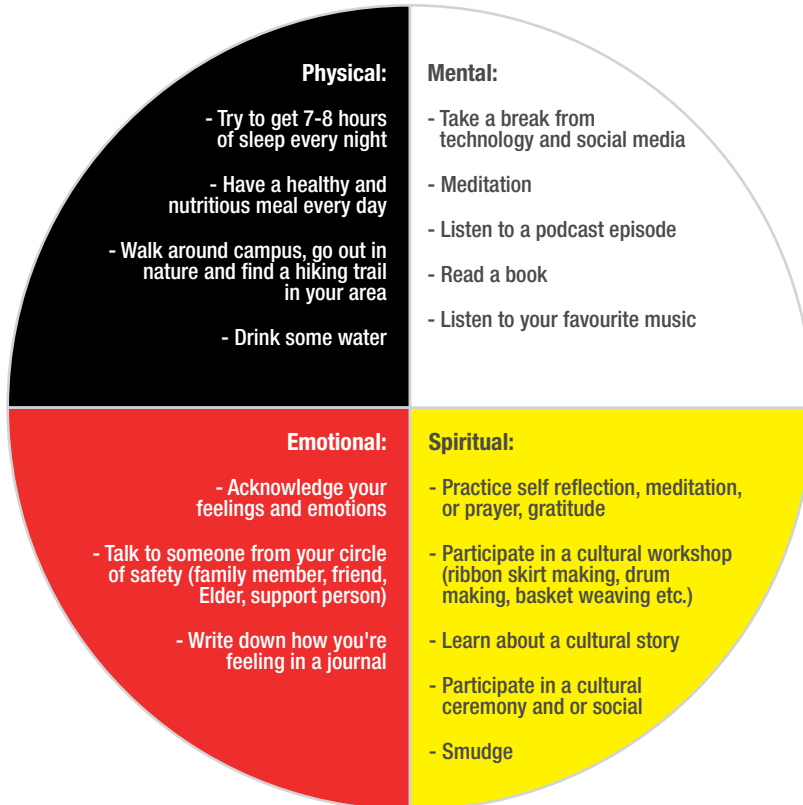 Physical:
- Try to get 7-8 hours
of sleep every night
- Have a healthy and
nutritious meal every day
- Walk around campus, go out in
nature and find a hiking trail
in your area
- Drink some water
Mental:
- Take a break from
technology and social media
- Meditation
- Listen to a podcast episode
- Read a book
- Listen to your favourite music
Emotional:
- Acknowledge your
feelings and emotions
- Talk to someone from your circle
of safety (family member, friend,
Elder, support person)
- Write down how you're
feeling in a journal
Spiritual:
- Practice self reflection, meditation,
or prayer, gratitude
- Participate in a cultural workshop
(ribbon skirt making, drum
making, basket weaving etc.)
- Learn about a cultural story
- Participate in a cultural
ceremony and or social
- Smudge